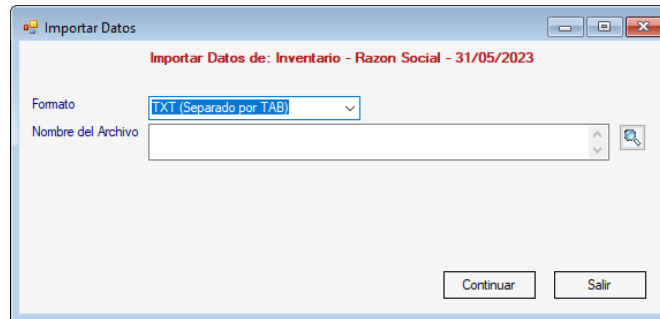 Importar Datos
Importar Datos de: Inventario - Razon Social - 31/05/2023
Formato
TXT (Separado por TAB)
Nombre del Archivo
Continuar
Salir